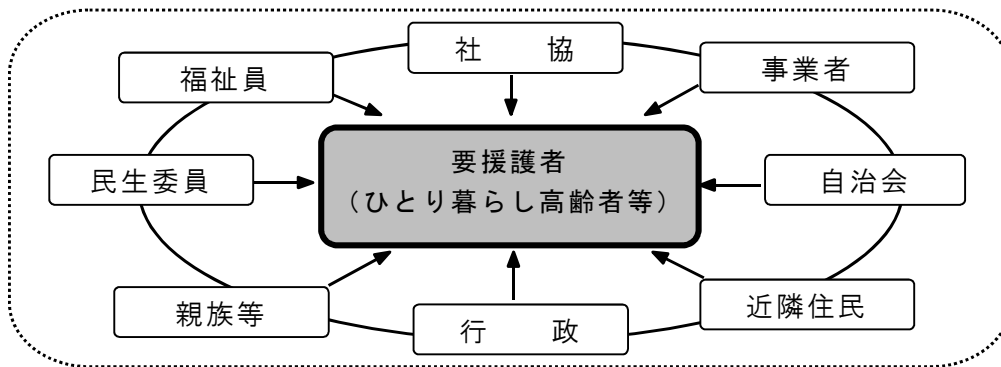 社　　協
福祉員
事業者
要援護者
（ひとり暮らし高齢者等）
民生委員
自治会
親族等
近隣住民
行　　政